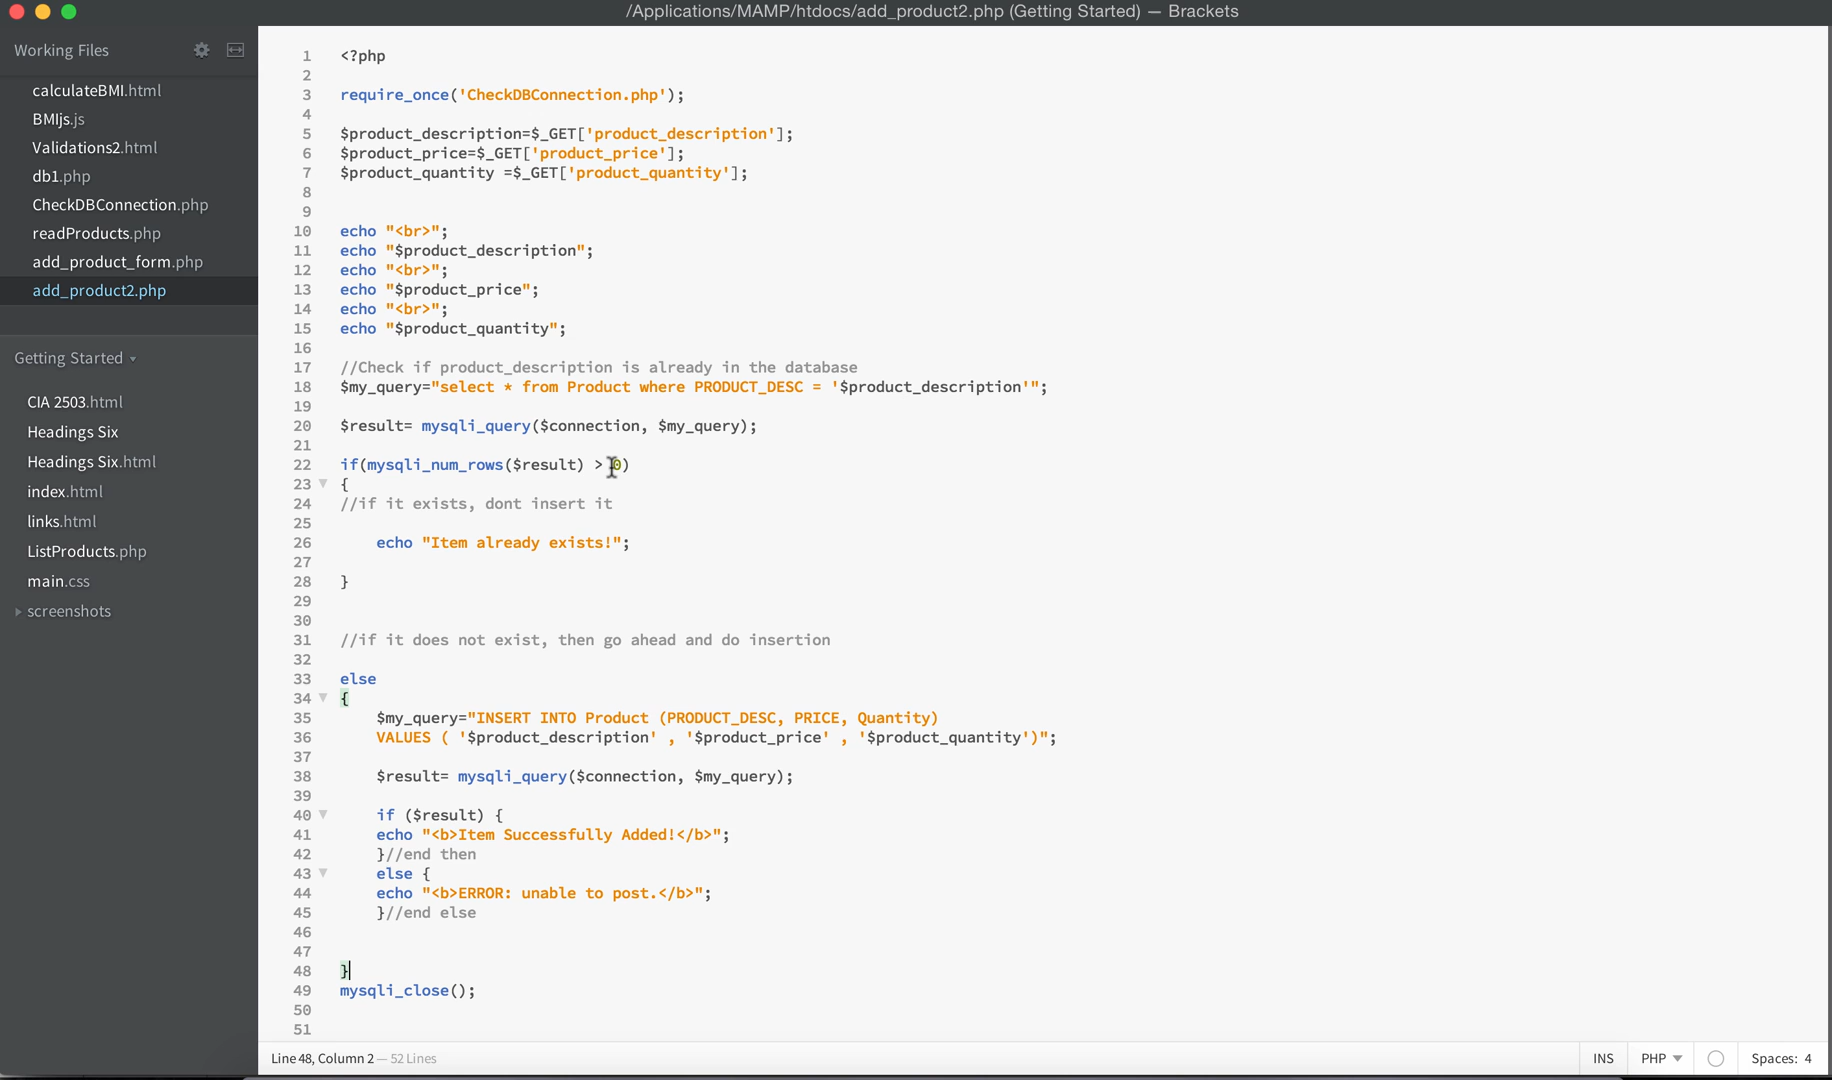 /Applications/MAMP/htdocs/add_product2.php (Getting Started) — Brackets
Working Files
calculateBMI.html
BMIjs.js
Validations2.html
db1.php
CheckDBConnection.php
readProducts.php
add_product_form.php
add_product2.php
Getting Started
CIA 2503.html
Headings Six
Headings Six.html
index.html
links.html
ListProducts.php
main.css
screenshots
1 <?php
2
3 require_once('CheckDBConnection.php');
4
5 $product_description=$_GET['product_description'];
6 $product_price=$_GET['product_price'];
7 $product_quantity =$_GET['product_quantity'];
8
9
10 echo "<br>";
11 echo "$product_description";
12 echo "<br>";
13 echo "$product_price";
14 echo "<br>";
15 echo "$product_quantity";
16
17 //Check if product_description is already in the database
18 $my_query="select * from Product where PRODUCT_DESC = '$product_description'";
19
20 $result= mysqli_query($connection, $my_query);
21
22 if(mysqli_num_rows($result) > 0)
23 {
24 //if it exists, dont insert it
25
26 echo "Item already exists!";
27
28 }
29
30
31 //if it does not exist, then go ahead and do insertion
32
33 else
34 {
35 $my_query="INSERT INTO Product (PRODUCT_DESC, PRICE, Quantity)
36 VALUES ( '$product_description' , '$product_price' , '$product_quantity')";
37
38 $result= mysqli_query($connection, $my_query);
39
40 if ($result) {
41 echo "<b>Item Successfully Added!</b>";
42 }//end then
43 else {
44 echo "<b>ERROR: unable to post.</b>";
45 }//end else
46
47
48 }
49 mysqli_close();
50
51
Line 48, Column 2 — 52 Lines
INS
PHP
Spaces: 4